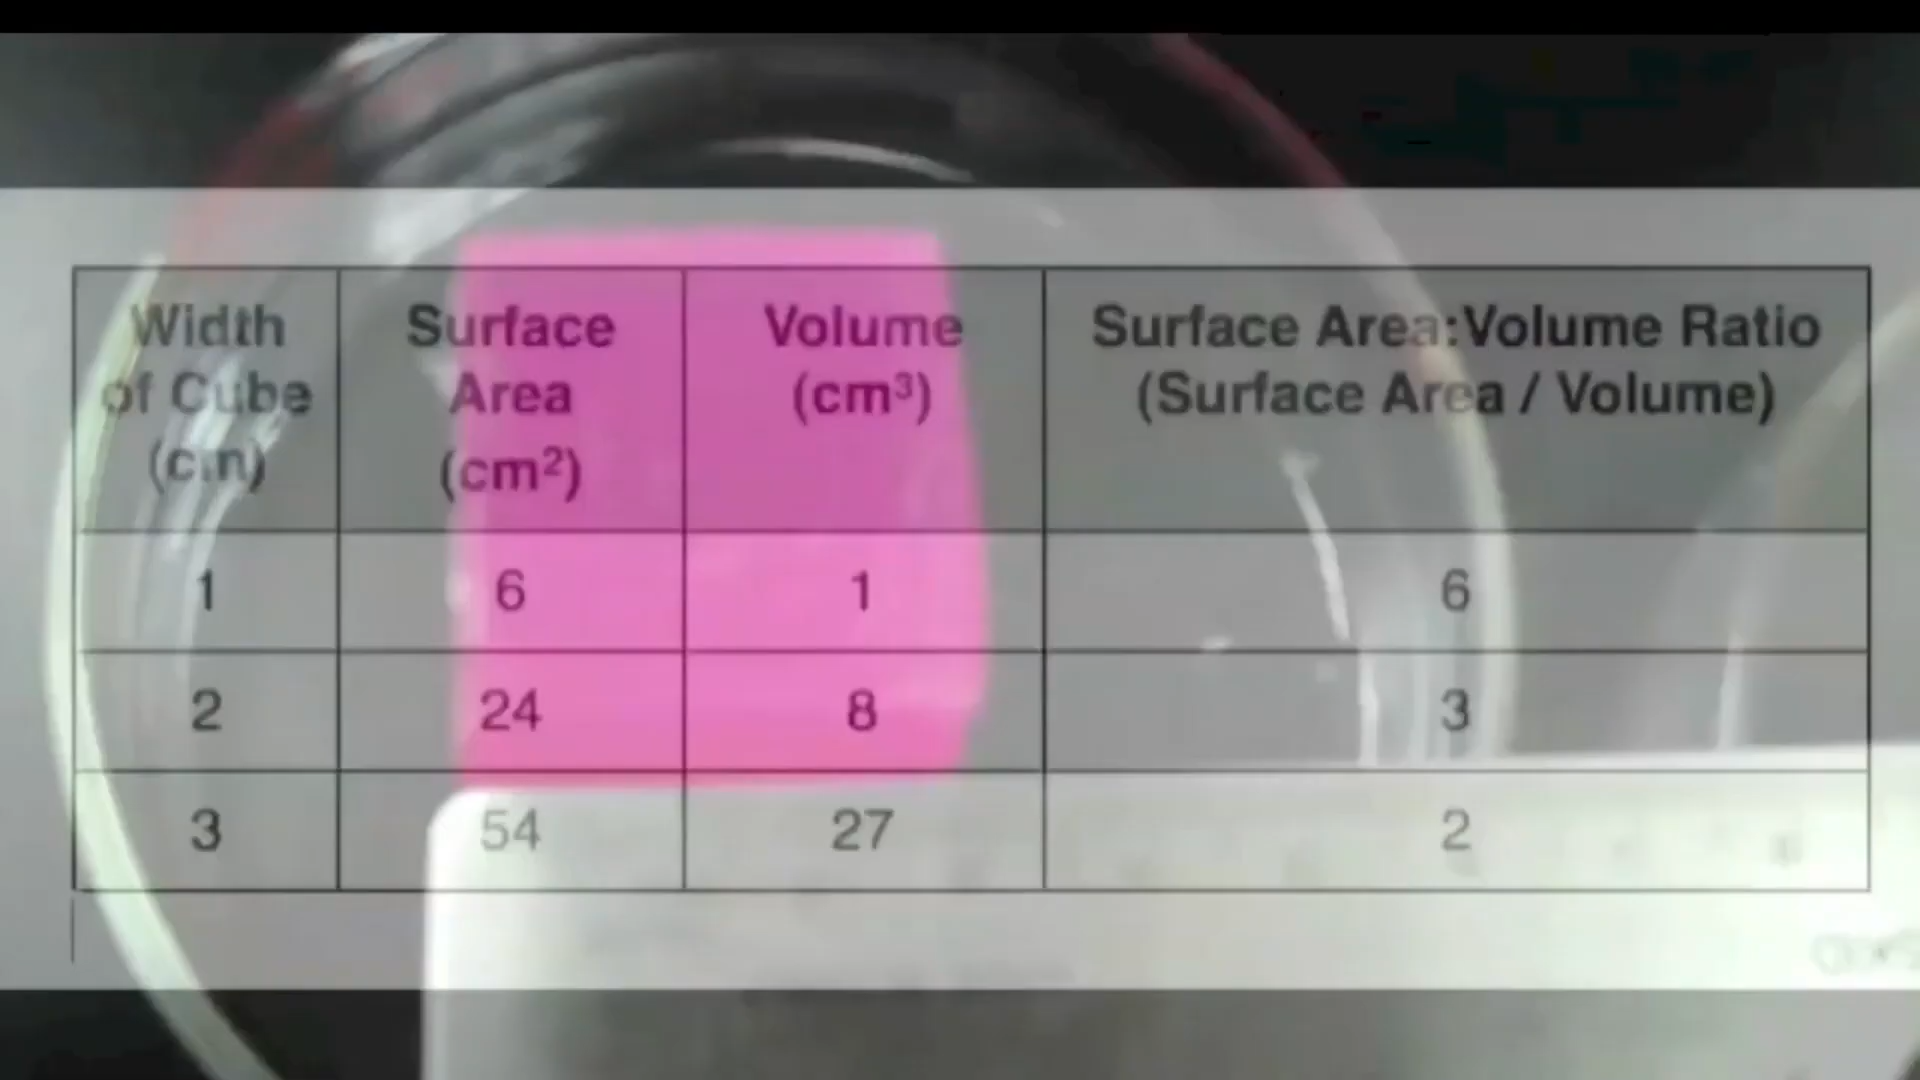 Width
of Cube
(cm)
Surface
Area
(cm²)
Volume
(cm³)
Surface Area:Volume Ratio
(Surface Area / Volume)
1
6
1
6
2
24
8
3
3
54
27
2